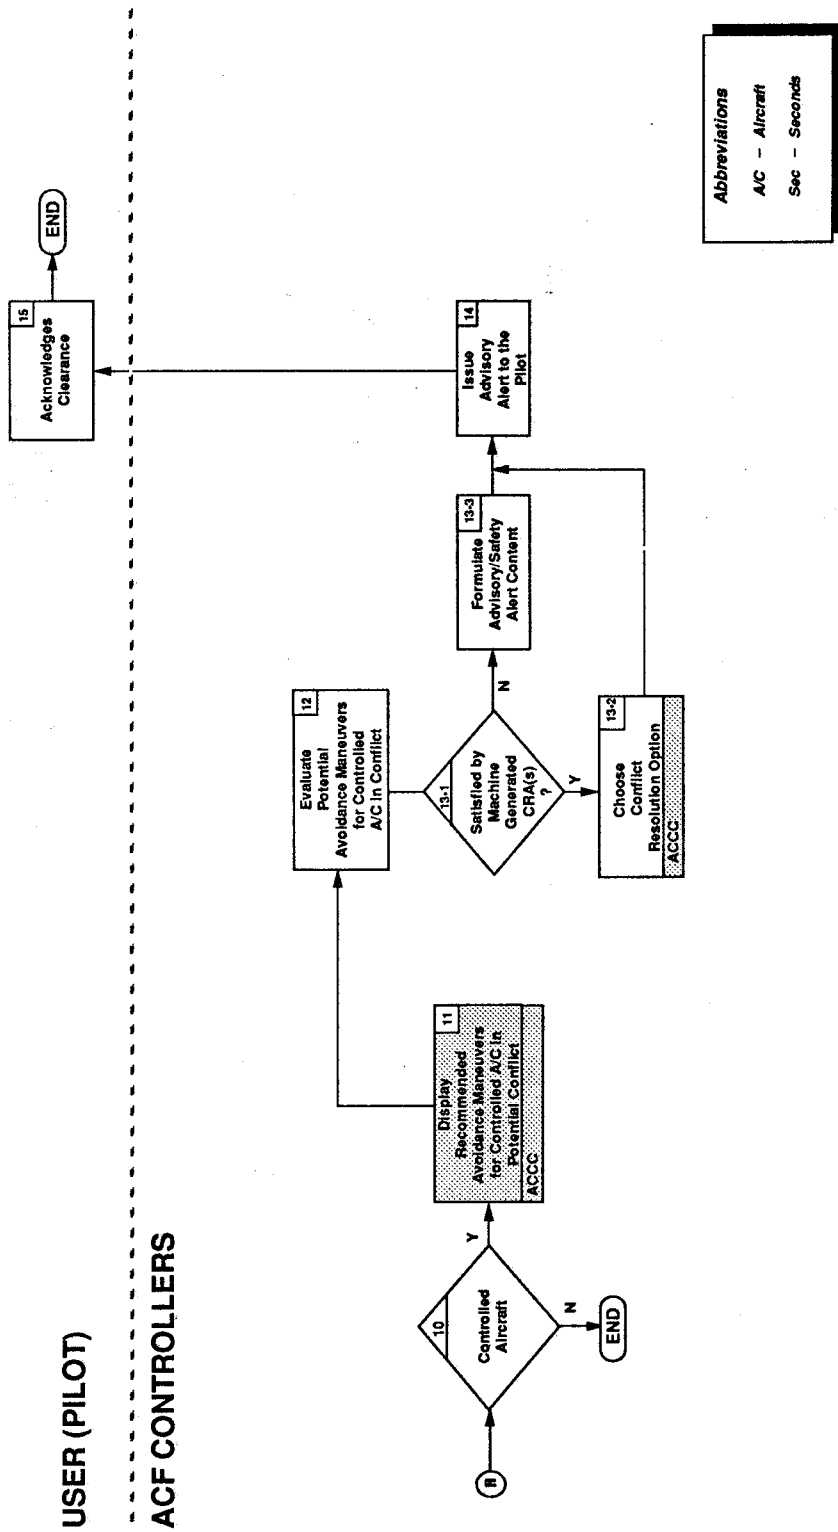 USER (PILOT)
15
Acknowledges
Clearance
END
ACF CONTROLLERS
10
Controlled
Aircraft
Y
N
END
11
Display
Recommended
Avoidance Maneuvers
for Controlled A/C in
Potential Conflict
ACCC
12
Evaluate
Potential
Avoidance Maneuvers
for Controlled
A/C in Conflict
13-1
Satisfied by
Machine
Generated
CRA(s)
?
N
Y
13-2
Choose
Conflict
Resolution Option
ACCC
13-3
Formulate
Advisory/Safety
Alert Content
14
Issue
Advisory
Alert to the
Pilot
Abbreviations
A/C – Aircraft
Sec – Seconds